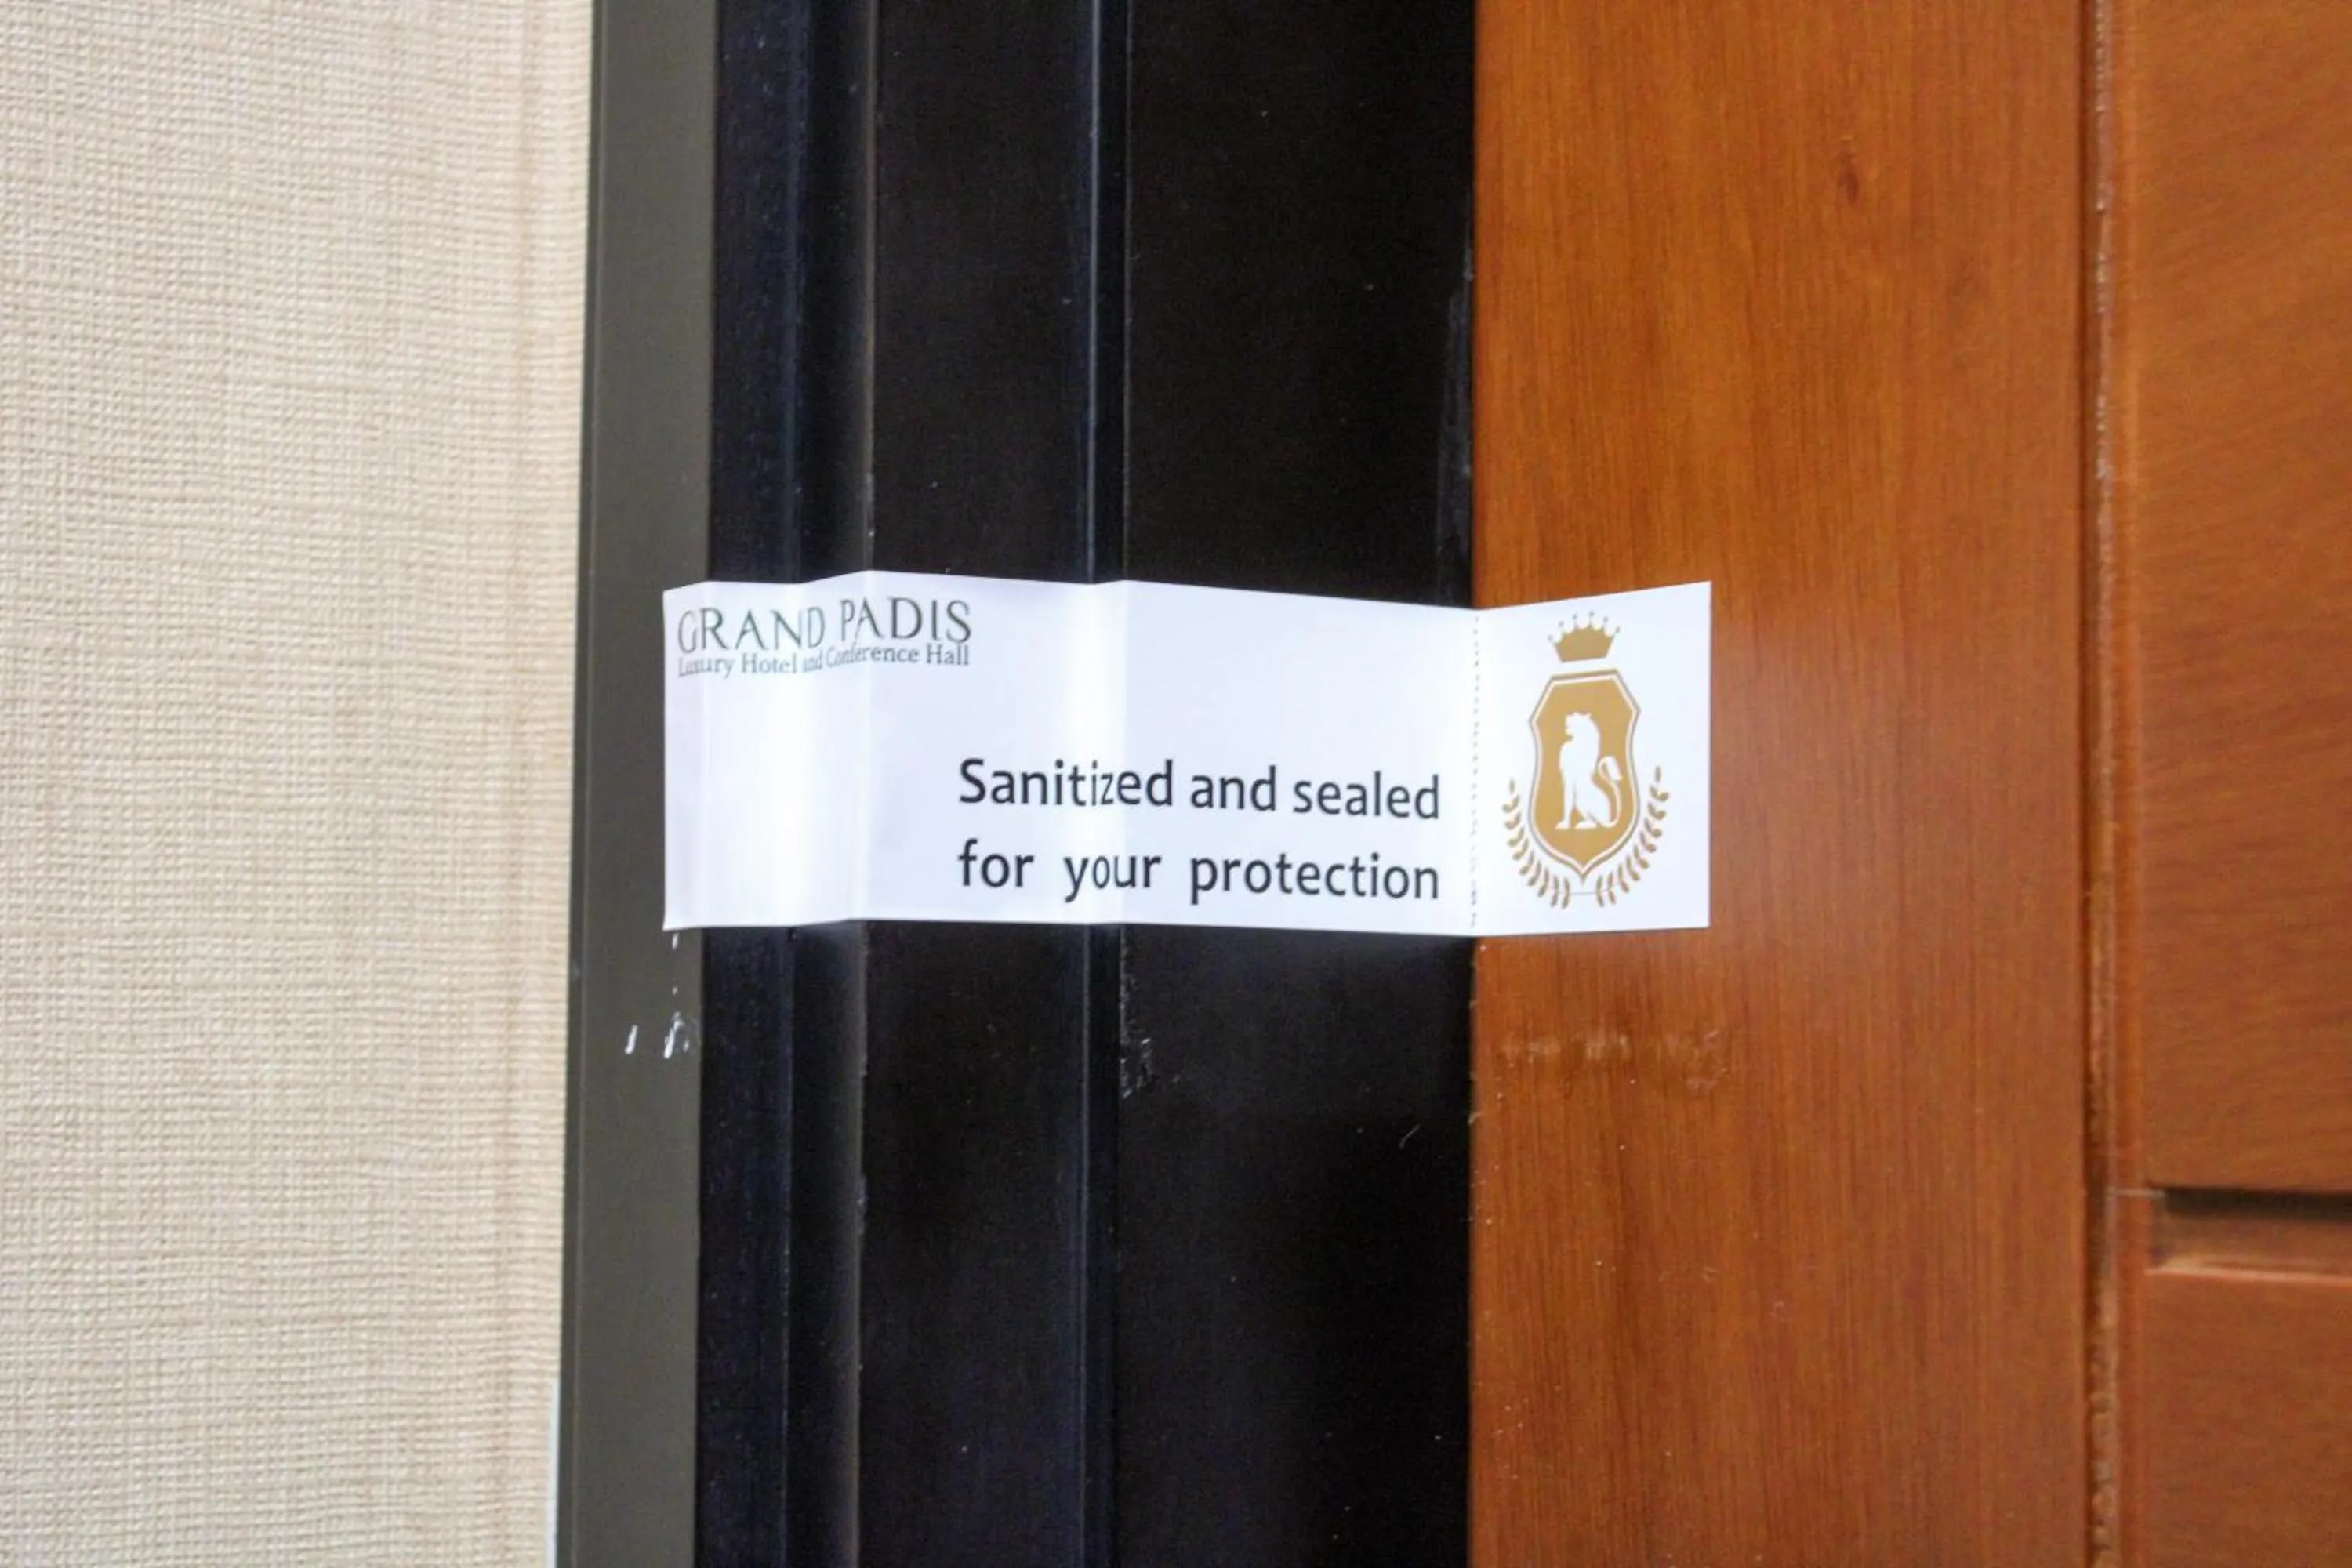 GRAND PADIS
Luxury Hotel and Conference Hall
Sanitized and sealed
for your protection